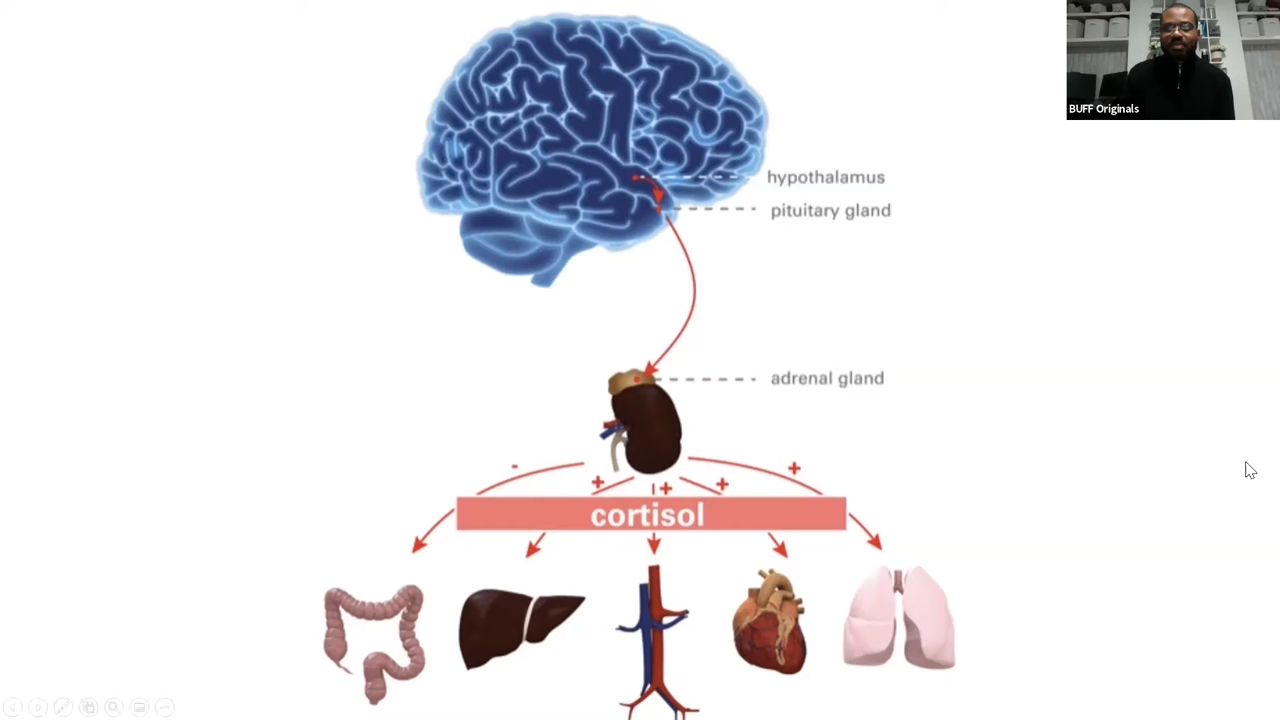 BUFF Originals
hypothalamus
pituitary gland
adrenal gland
-
+
+
+
+
cortisol